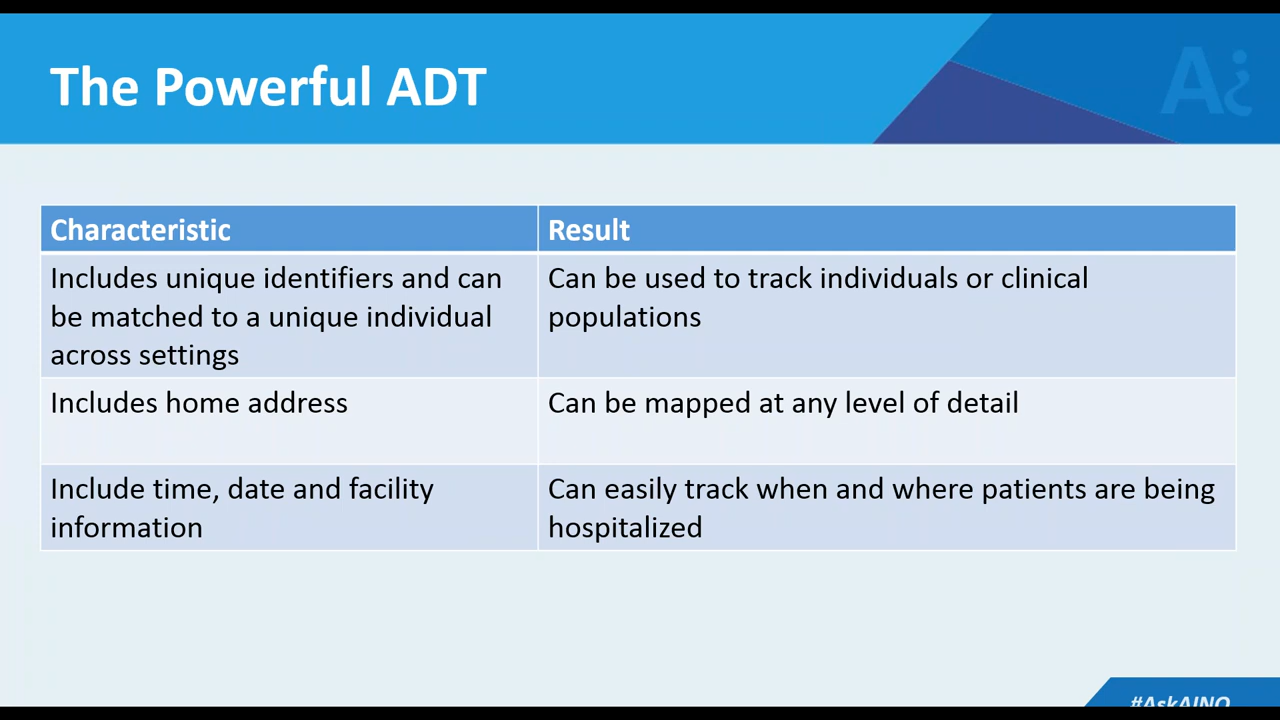 The Powerful ADT
A¿
Characteristic
Result
Includes unique identifiers and can
be matched to a unique individual
across settings
Can be used to track individuals or clinical
populations
Includes home address
Can be mapped at any level of detail
Include time, date and facility
information
Can easily track when and where patients are being
hospitalized
#AskAINQ